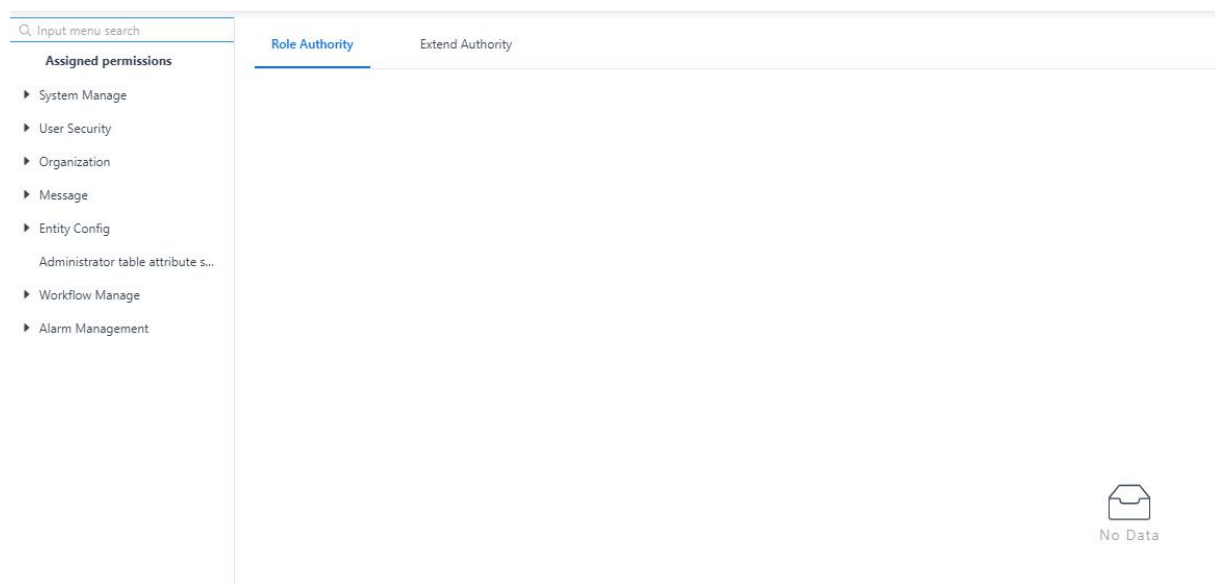 Input menu search
Assigned permissions
System Manage
User Security
Organization
Message
Entity Config
Administrator table attribute s...
Workflow Manage
Alarm Management
Role Authority
Extend Authority
No Data